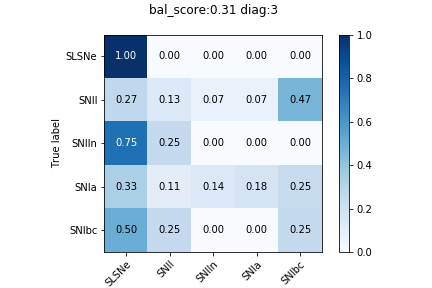 bal_score:0.31 diag:3
SLSNe 1.00 0.00 0.00 0.00 0.00 1.0
0.8
SNII 0.27 0.13 0.07 0.07 0.47
0.6
True label
SNIIn 0.75 0.25 0.00 0.00 0.00
0.4
SNIa 0.33 0.11 0.14 0.18 0.25
0.2
SNIbc 0.50 0.25 0.00 0.00 0.25
0.0
SLSNe SNII SNIIn SNIa SNIbc